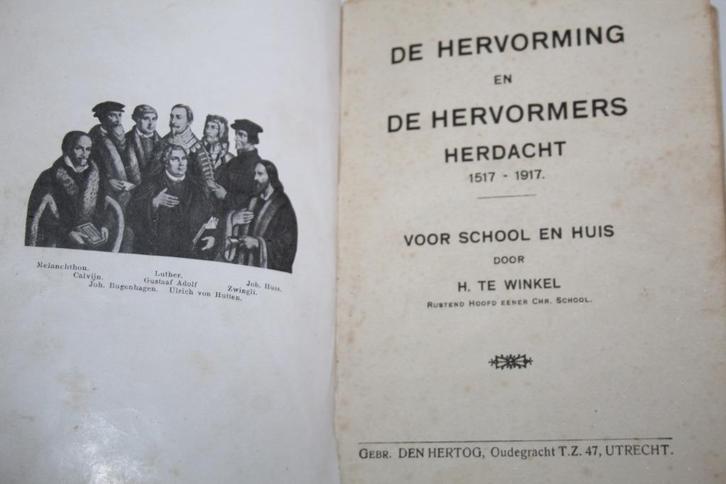 Melanchthon. Luther. Joh. Huss.
Calvijn. Gustaaf Adolf Zwingli.
Joh. Bugenhagen. Ulrich von Hutten.
DE HERVORMING
EN
DE HERVORMERS
HERDACHT
1517 - 1917.
VOOR SCHOOL EN HUIS
DOOR
H. TE WINKEL
RUSTEND HOOFD EENER CHR. SCHOOL.
GEBR. DEN HERTOG, Oudegracht T.Z. 47, UTRECHT.